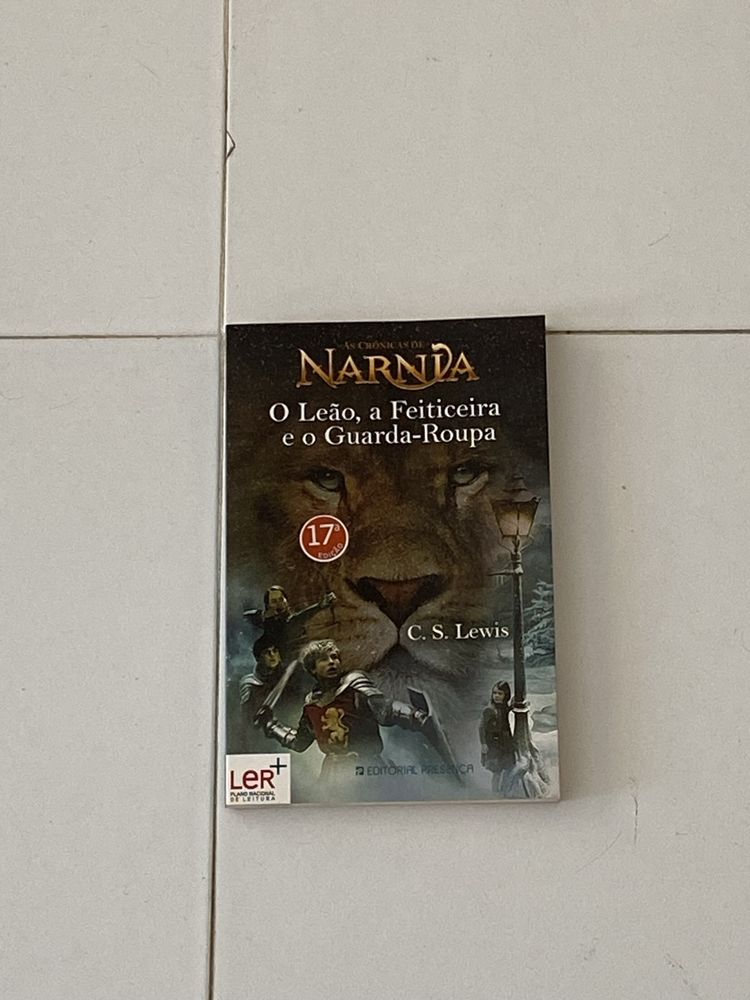 AS CRÓNICAS DE
NARNIA
O Leão, a Feiticeira
e o Guarda-Roupa
17ª
EDIÇÃO
C. S. Lewis
EDITORIAL PRESENÇA
LeR+
PLANO NACIONAL
DE LEITURA